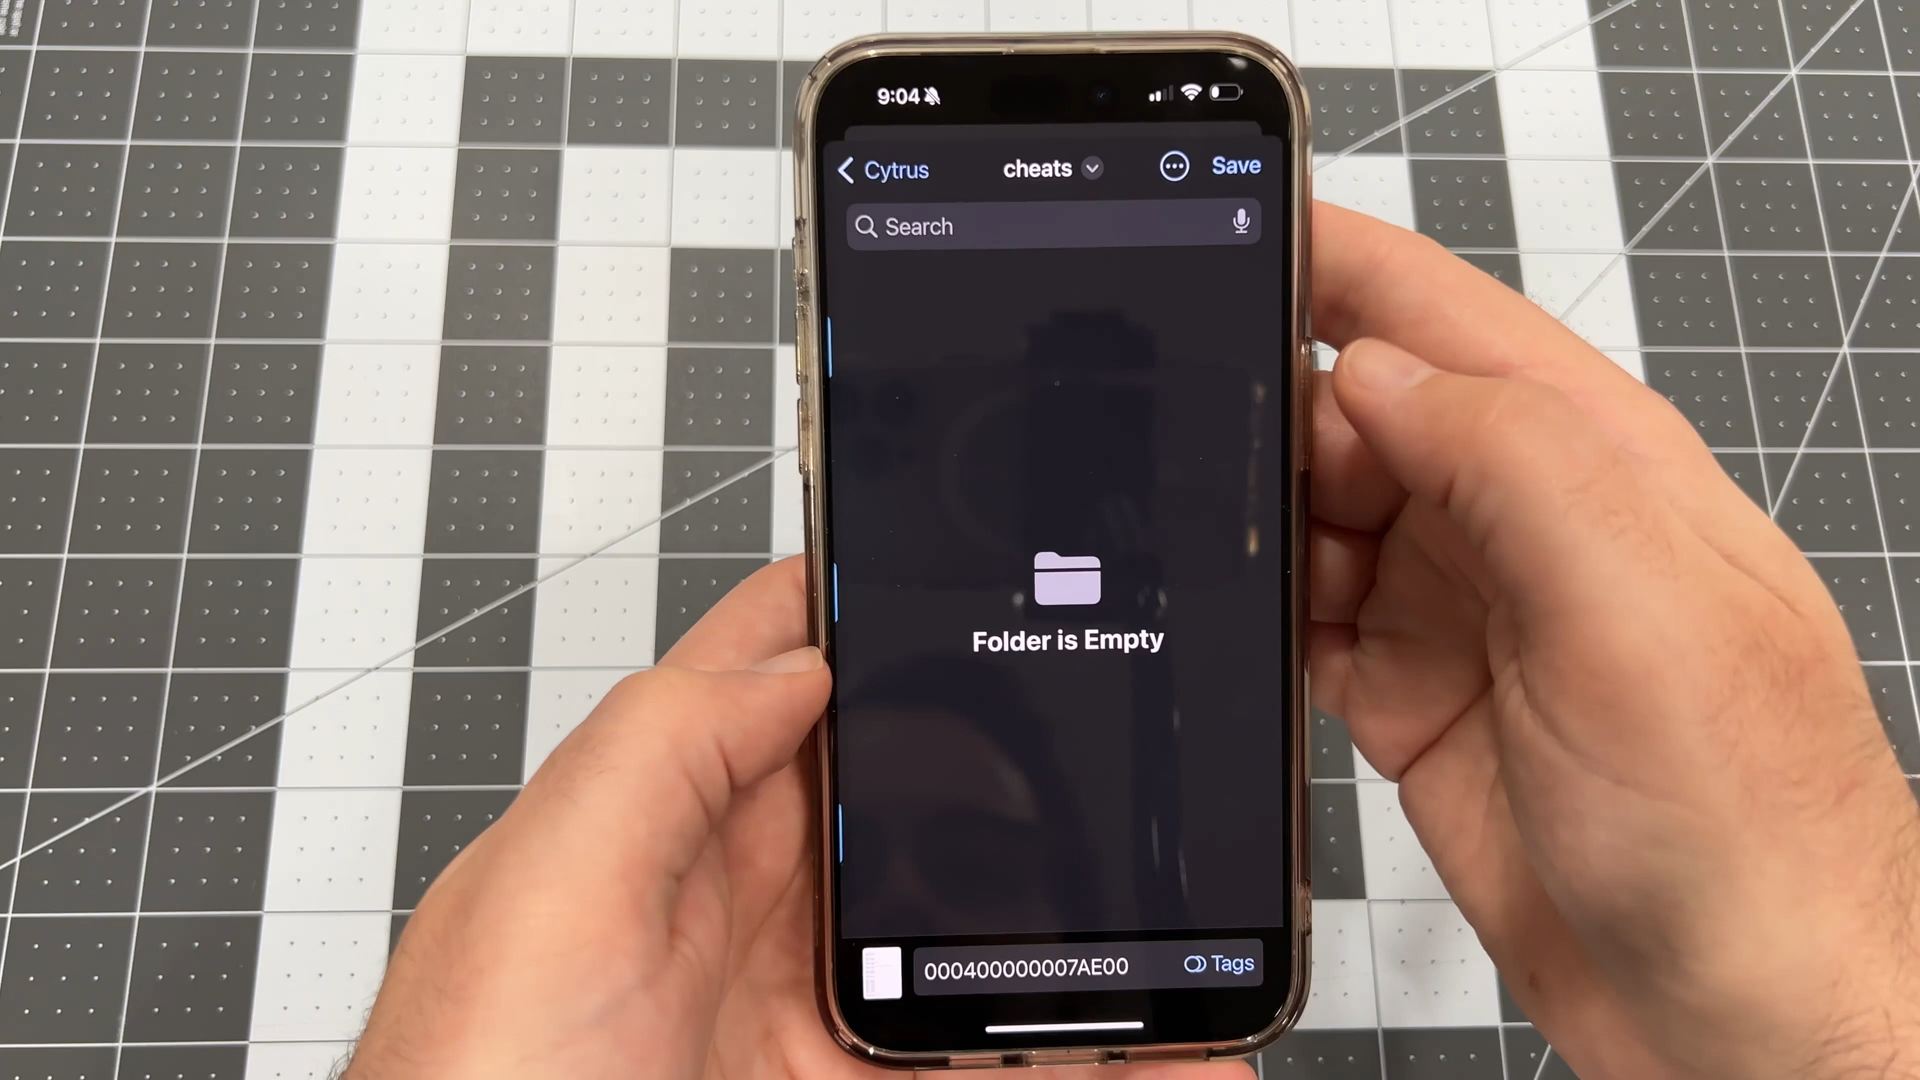 9:04
Cytrus
cheats
Save
Search
Folder is Empty
000400000007AE00
Tags